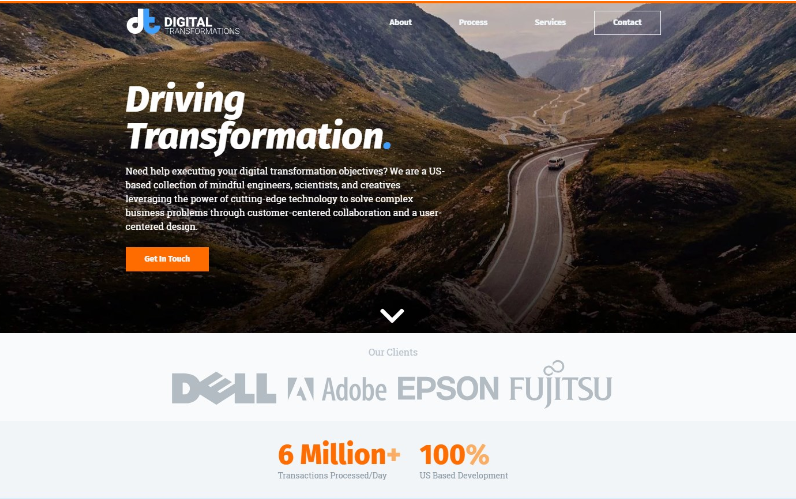 dt DIGITAL
TRANSFORMATIONS
About Process Services Contact
Driving
Transformation.
Need help executing your digital transformation objectives? We are a US-
based collection of mindful engineers, scientists, and creatives
leveraging the power of cutting-edge technology to solve complex
business problems through customer-centered collaboration and a user-
centered design.
Get In Touch
Our Clients
DELL Adobe EPSON FUJITSU
6 Million+ 100%
Transactions Processed/Day US Based Development